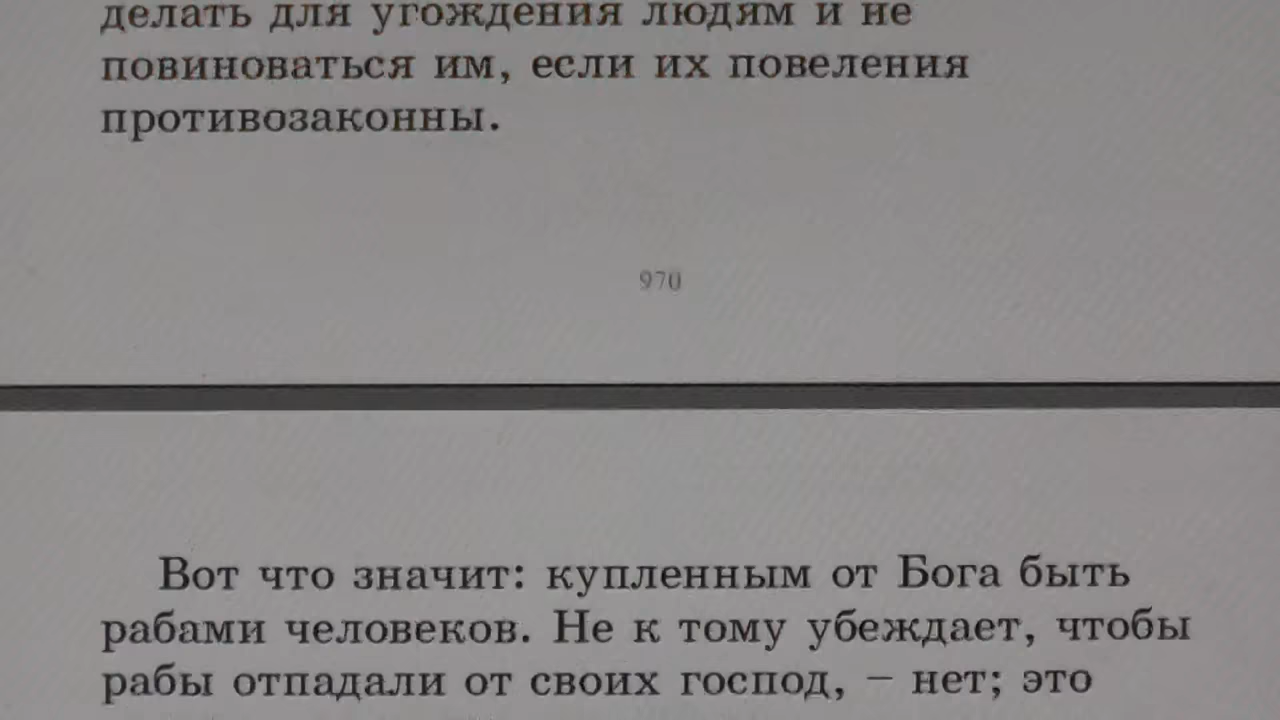 делать для угождения людям и не
повиноваться им, если их повеления
противозаконны.
970
Вот что значит: купленным от Бога быть
рабами человеков. Не к тому убеждает, чтобы
рабы отпадали от своих господ, – нет; это